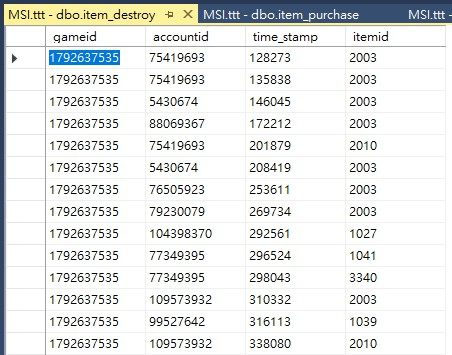 MSI.ttt - dbo.item_destroy MSI.ttt - dbo.item_purchase MSI.ttt - dbo.it
gameid accountid time_stamp itemid
1792637535 75419693 128273 2003
1792637535 75419693 135838 2003
1792637535 5430674 146045 2003
1792637535 88069367 172212 2003
1792637535 75419693 201879 2010
1792637535 5430674 208419 2003
1792637535 76505923 253611 2003
1792637535 79230079 269734 2003
1792637535 104398370 292561 1027
1792637535 77349395 296524 1041
1792637535 77349395 298043 3340
1792637535 109573932 310332 2003
1792637535 99527642 316113 1039
1792637535 109573932 338080 2010